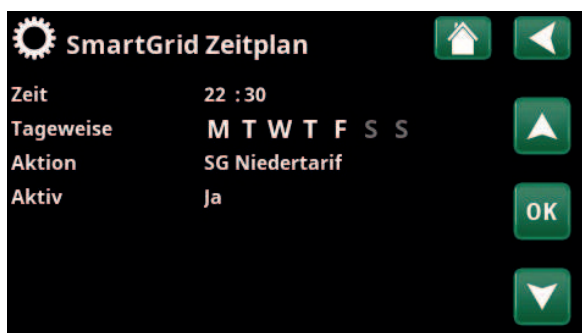 SmartGrid Zeitplan
Zeit 22 :30
Tageweise M T W T F S S
Aktion SG Niedertarif
Aktiv Ja
OK